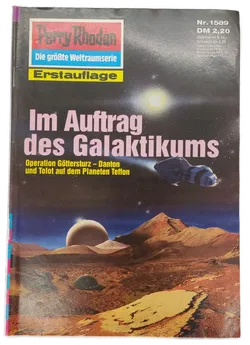 Perry Rhodan
Nr. 1589
DM 2,20
Die größte Weltraumserie
Erstauflage
Im Auftrag
des Galaktikums
Operation Göttersturz – Danton
und Tolot auf dem Planeten Teffon